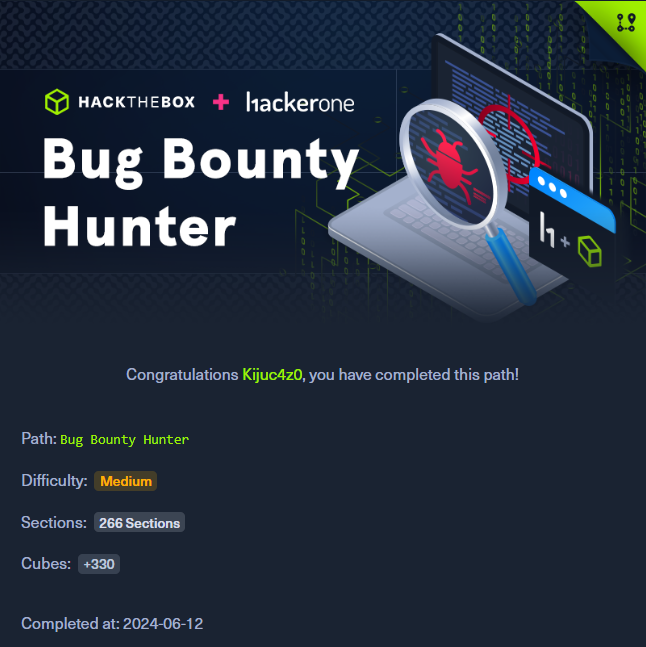 HACKTHEBOX + hackerone
Bug Bounty
Hunter
h1 +
Congratulations Kijuc4z0, you have completed this path!
Path: Bug Bounty Hunter
Difficulty: Medium
Sections: 266 Sections
Cubes: +330
Completed at: 2024-06-12